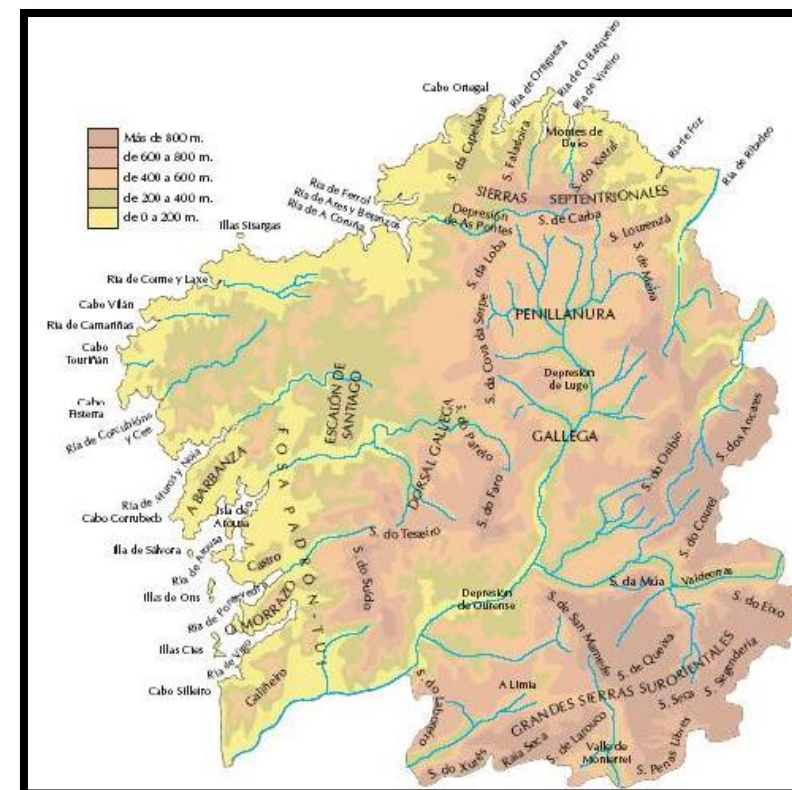 Cabo Ortegal
Ría de Ortigueira
Ría de O Barqueiro
Ría de Viveiro
Más de 800 m.
de 600 a 800 m.
de 400 a 600 m.
de 200 a 400 m.
de 0 a 200 m.
S. da Capelada
S. Faladoira
Montes de
Buio
S. do Xistral
Ría de Foz
Ría de Ribadeo
Ría de Ferrol
Ría de Ares y Betanzos
Ría de A Coruña
SIERRAS SEPTENTRIONALES
Depresión
de As Pontes
S. de Carba
S. Lourenzá
Illas Sisargas
S. da Loba
S. de Meira
Ría de Corme y Laxe
Cabo Vilán
Ría de Camariñas
Cabo
Touriñán
Cabo
Fisterra
Ría de Corcubión
y Cee
S. da Cova da Serpe
PENILLANURA
Depresión
de Lugo
GALLEGA
ESCALÓN DE
SANTIAGO
FOSA PADRÓN-TUI
DORSAL GALLEGA
S. do Farelo
S. do Faro
S. do Oribio
S. dos Ancares
S. do Courel
Ría de Muros y Noia
A BARBANZA
Cabo Corrubedo
Isla de
Arousa
Illa de Sálvora
Ría de Arousa
Castro
S. do Testeiro
S. do Suído
Illas de Ons
Ría de Pontevedra
O MORRAZO
Illas Cíes
Ría de Vigo
Cabo Silleiro
Galiñeiro
Depresión
de Ourense
S. da Múa
Valdeorras
S. do Eixo
S. de San Mamede
S. de Queixa
S. Segundería
S. Seca
GRANDES SIERRAS SURORIENTALES
A Limia
S. do Laboreiro
S. do Xurés
Raia Seca
S. de Larouco
Valle de
Monterrei
S. Penas Libres